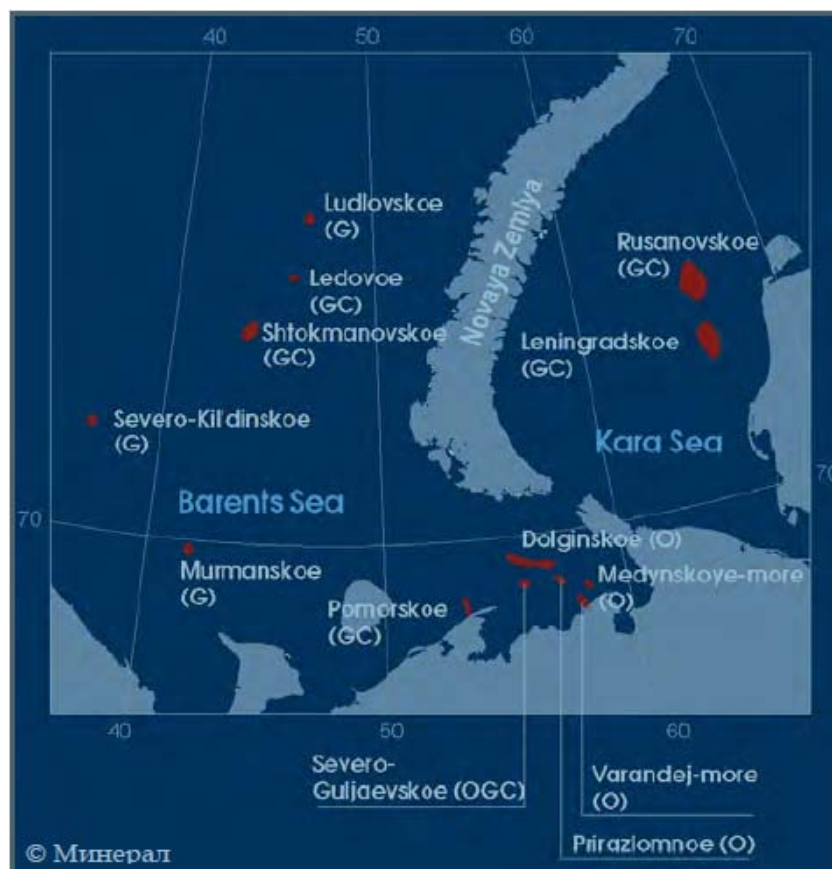 40
50
60
70
Ludlovskoe
(G)
Rusanovskoe
(GC)
Ledovoe
(GC)
Novaya Zemlya
Shtokmanovskoe
(GC)
Leningradskoe
(GC)
Severo-Kil'dinskoe
(G)
Kara Sea
Barents Sea
70
70
Dolginskoe (O)
Murmanskoe
(G)
Medynskoye-more
(O)
Pomorskoe
(GC)
40
50
60
Severo-
Guljaevskoe (OGC)
Varandej-more
(O)
Prirazlomnoe (O)
© Минерал